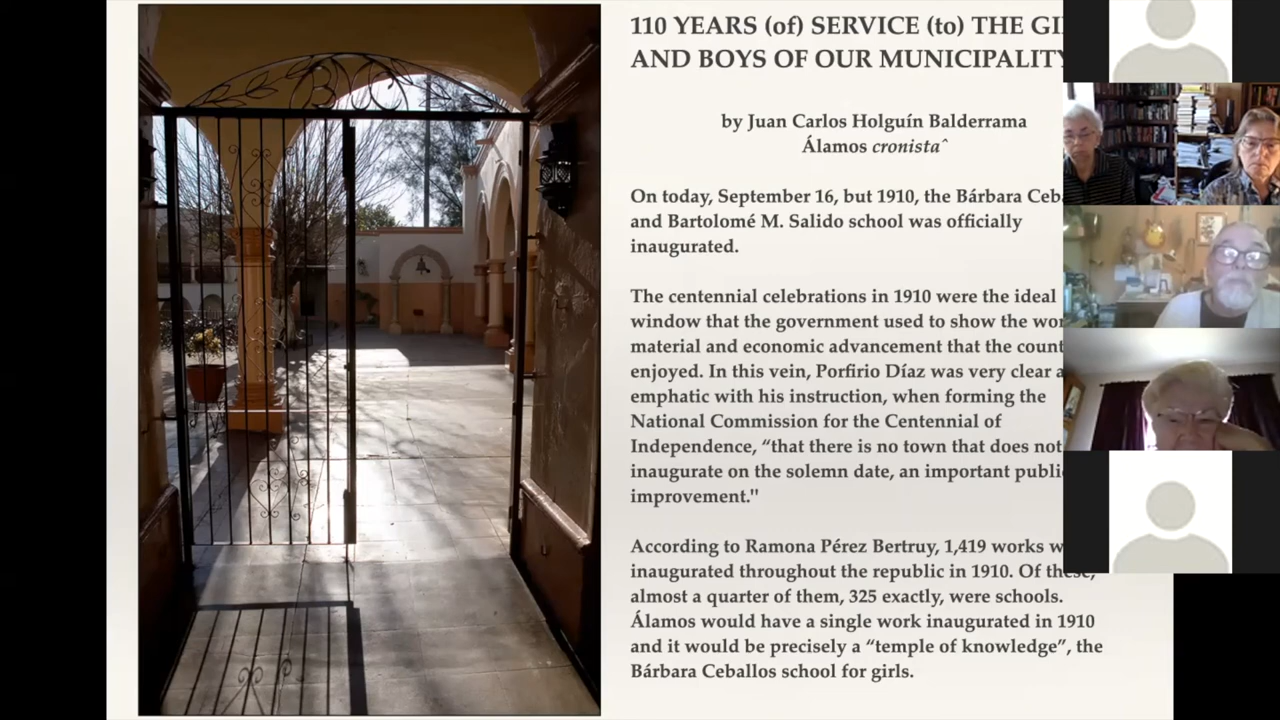 110 YEARS (of) SERVICE (to) THE
AND BOYS OF OUR MUNICIPALITY
by Juan Carlos Holguín Balderrama
Álamos cronistaˆ
On today, September 16, but 1910, the Bárbara
and Bartolomé M. Salido school was officially
inaugurated.
The centennial celebrations in 1910 were the ideal
window that the government used to show the
material and economic advancement that the
enjoyed. In this vein, Porfirio Díaz was very clear
emphatic with his instruction, when forming the
National Commission for the Centennial of
Independence, “that there is no town that does not
inaugurate on the solemn date, an important
improvement."
According to Ramona Pérez Bertruy, 1,419 works
inaugurated throughout the republic in 1910. Of these,
almost a quarter of them, 325 exactly, were schools.
Álamos would have a single work inaugurated in 1910
and it would be precisely a “temple of knowledge”, the
Bárbara Ceballos school for girls.